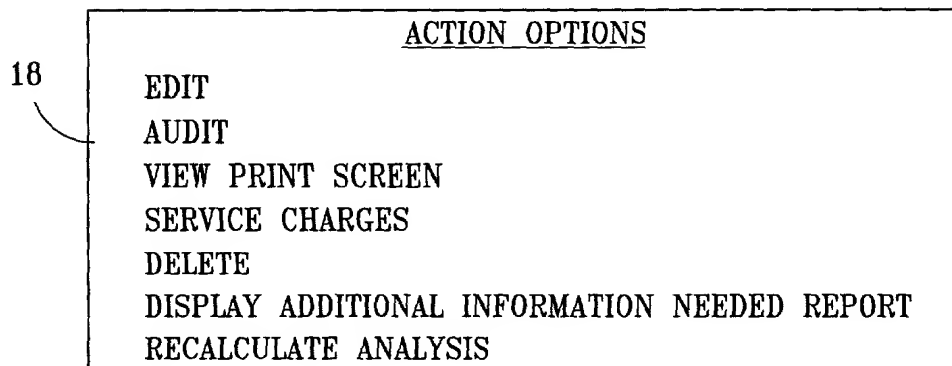 ACTION OPTIONS
18
EDIT
AUDIT
VIEW PRINT SCREEN
SERVICE CHARGES
DELETE
DISPLAY ADDITIONAL INFORMATION NEEDED REPORT
RECALCULATE ANALYSIS